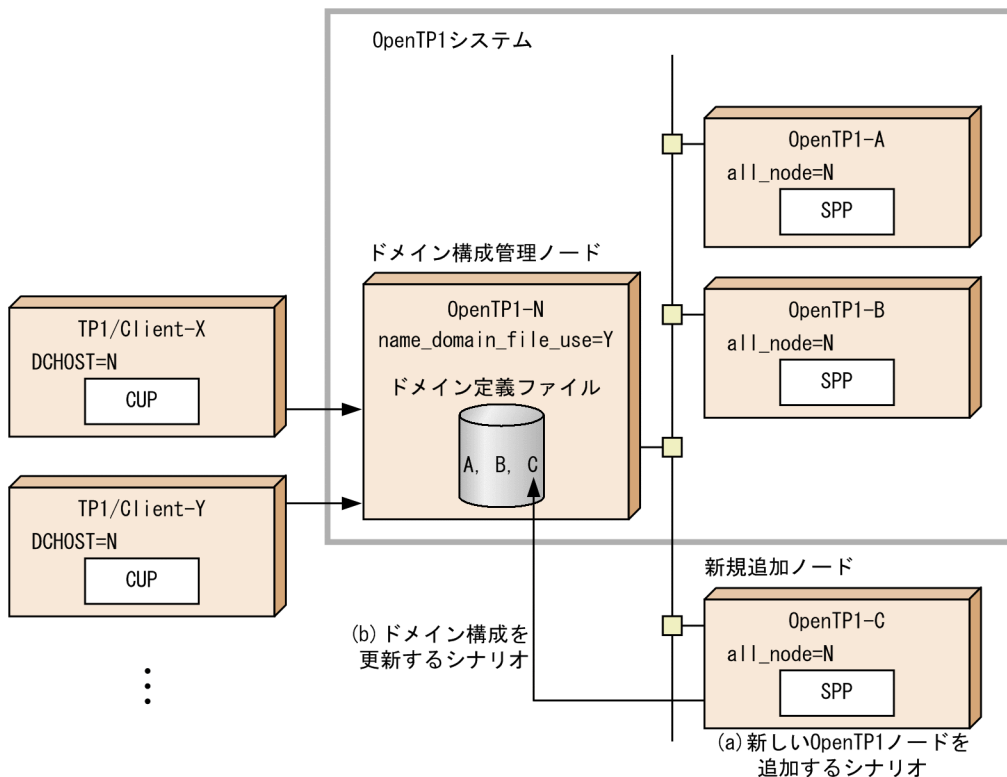 OpenTP1システム
OpenTP1-A
all_node=N
SPP
ドメイン構成管理ノード
OpenTP1-N
name_domain_file_use=Y
ドメイン定義ファイル
A, B, C
OpenTP1-B
all_node=N
SPP
TP1/Client-X
DCHOST=N
CUP
TP1/Client-Y
DCHOST=N
CUP
新規追加ノード
OpenTP1-C
all_node=N
SPP
(b)ドメイン構成を
更新するシナリオ
(a)新しいOpenTP1ノードを
追加するシナリオ